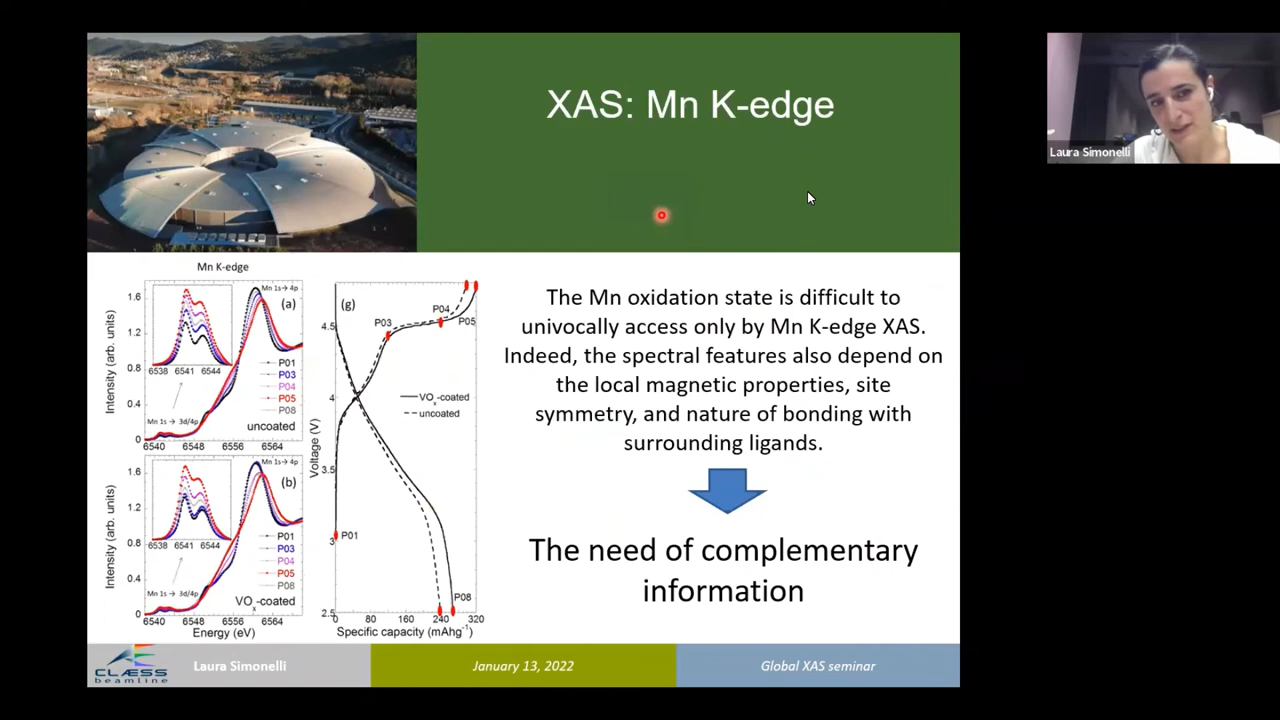 XAS: Mn K-edge
Laura Simonelli
Mn K-edge
Intensity (arb. units)
1.6
1.2
0.8
0.4
0
Mn 1s→ 4p
(a)
6538 6541 6544
P01
P03
P04
P05
P08
Mn 1s → 3d/4p
uncoated
6540 6548 6556 6564
Intensity (arb. units)
1.6
1.2
0.8
0.4
0
Mn 1s→ 4p
(b)
6538 6541 6544
P01
P03
P04
P05
P08
Mn 1s → 3d/4p
VOx-coated
6540 6548 6556 6564
Energy (eV)
(g)
Voltage (V)
4.5
4
3.5
3
2.5
P03
P04
P05
VOx-coated
uncoated
P01
P08
0 80 160 240 320
Specific capacity (mAhg-1)
The Mn oxidation state is difficult to
univocally access only by Mn K-edge XAS.
Indeed, the spectral features also depend on
the local magnetic properties, site
symmetry, and nature of bonding with
surrounding ligands.
The need of complementary
information
CLÆSS
beamline
Laura Simonelli
January 13, 2022
Global XAS seminar